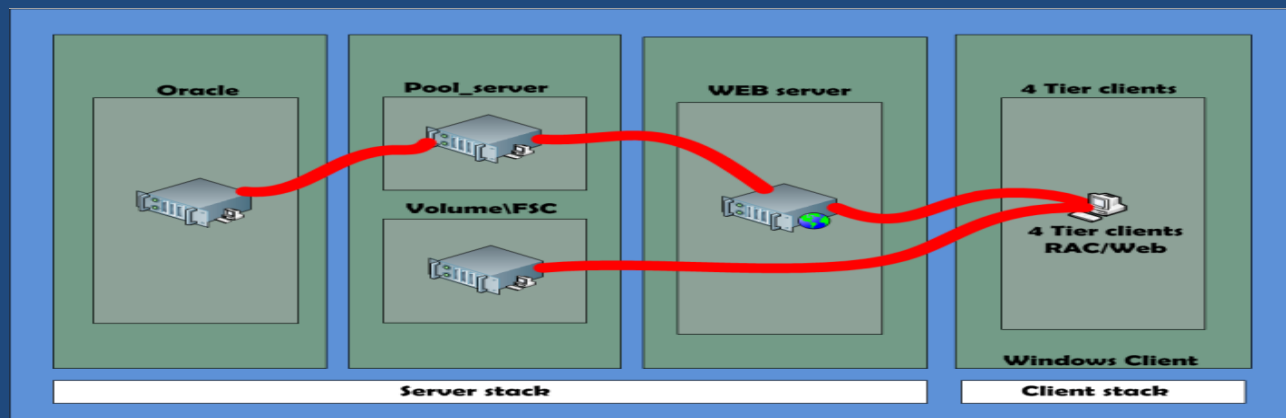 Oracle
Pool_server
Volume\FSC
WEB server
4 Tier clients
4 Tier clients
RAC/Web
Windows Client
Server stack
Client stack